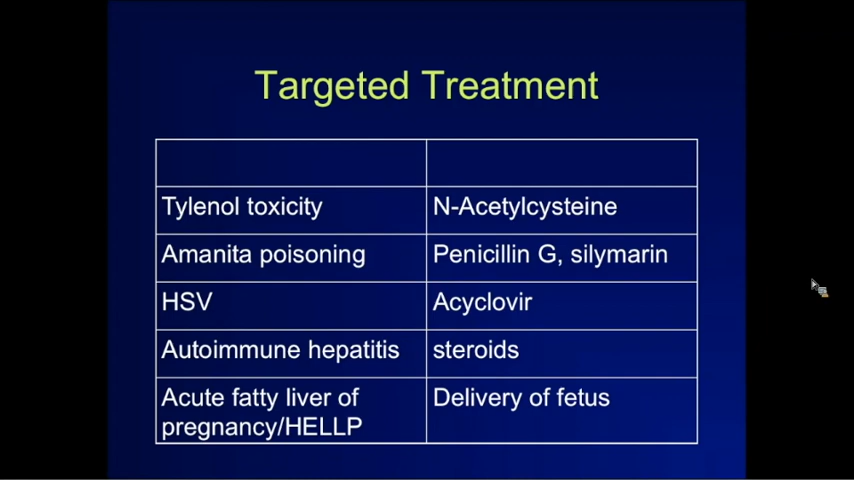 Targeted Treatment
Tylenol toxicity
N-Acetylcysteine
Amanita poisoning
Penicillin G, silymarin
HSV
Acyclovir
Autoimmune hepatitis
steroids
Acute fatty liver of
pregnancy/HELLP
Delivery of fetus